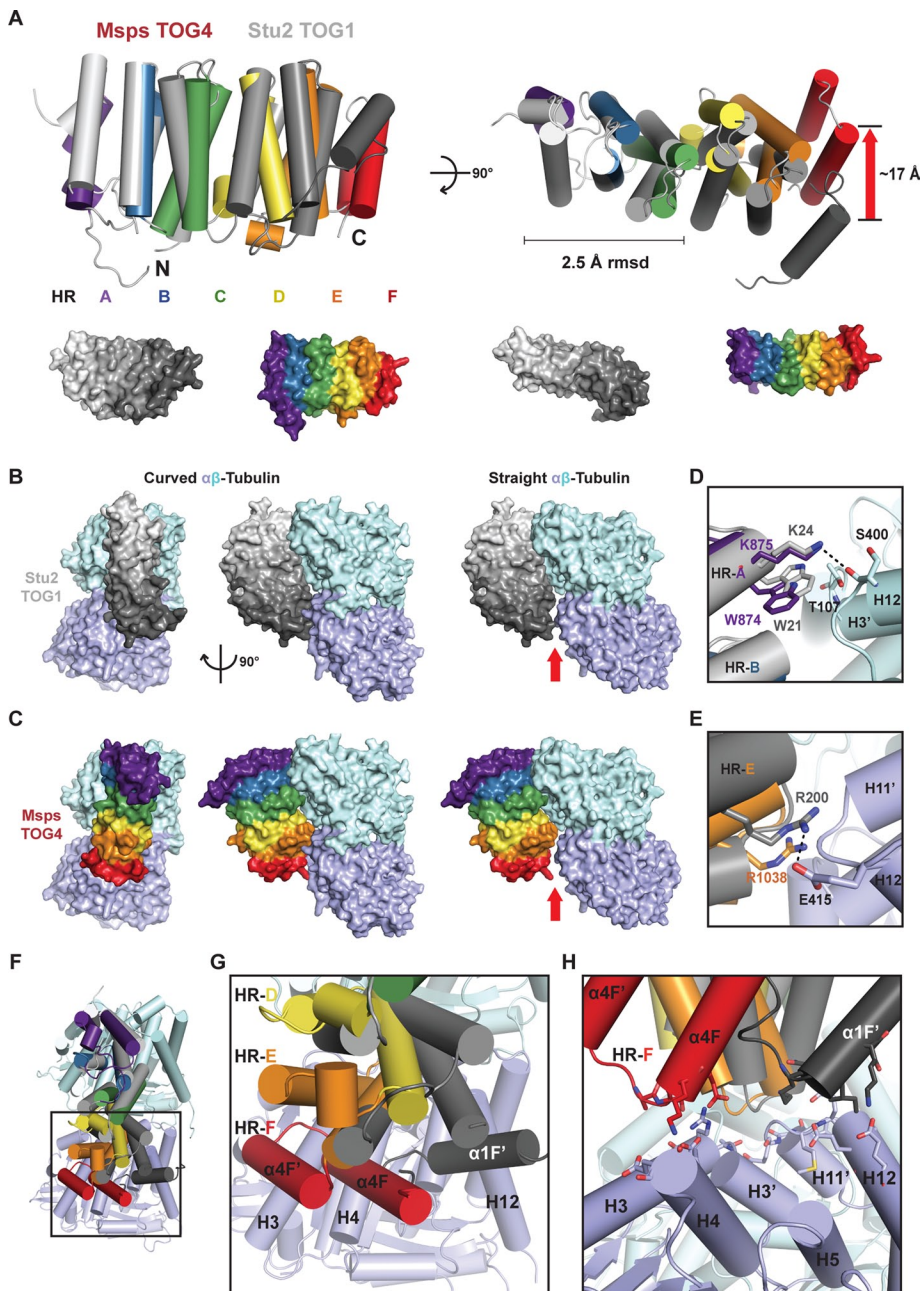 A
Msps TOG4 Stu2 TOG1
90°
~17 Å
N
C
2.5 Å rmsd
HR A B C D E F
B
Curved αβ-Tubulin
Straight αβ-Tubulin
Stu2
TOG1
90°
C
Msps
TOG4
D
K24
S400
K875
HR-A
T107
H12
W874
W21
H3'
HR-B
E
HR-E
R200
H11'
R1038
E415
H12
F
G
HR-D
HR-E
HR-F
α1F'
α4F'
α4F
H3
H4
H12
H
α4F'
α4F
α1F'
HR-F
H3
H3'
H11'
H12
H4
H5